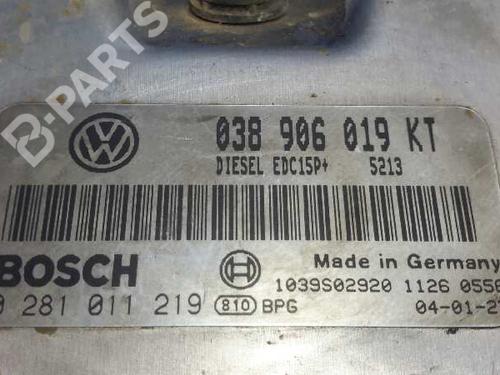 B-PARTS
038 906 019 KT
DIESEL EDC15P+ 5213
BOSCH
Made in Germany
1039S02920 1126 0556
0 281 011 219 810 BPG
04-01-2